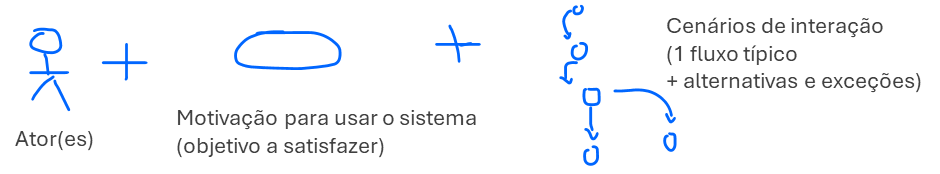 Ator(es)
Motivação para usar o sistema
(objetivo a satisfazer)
Cenários de interação
(1 fluxo típico
+ alternativas e exceções)